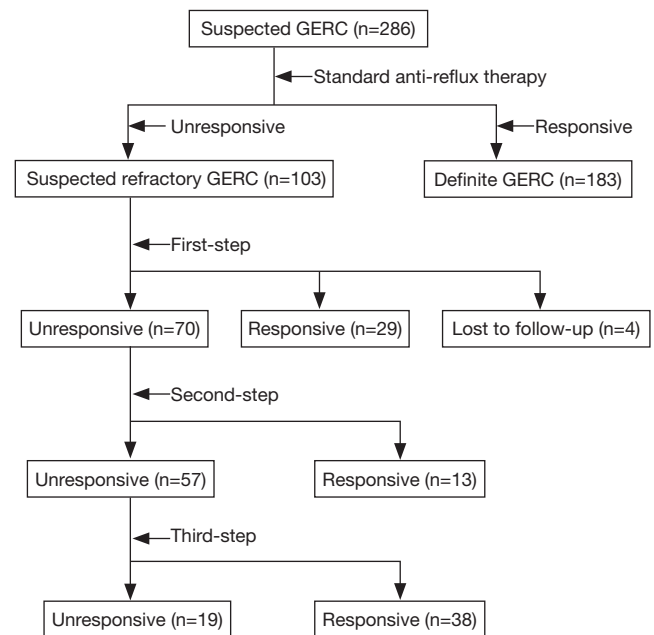 Suspected GERC (n=286)
Standard anti-reflux therapy
Unresponsive
Responsive
Suspected refractory GERC (n=103)
Definite GERC (n=183)
First-step
Unresponsive (n=70)
Responsive (n=29)
Lost to follow-up (n=4)
Second-step
Unresponsive (n=57)
Responsive (n=13)
Third-step
Unresponsive (n=19)
Responsive (n=38)